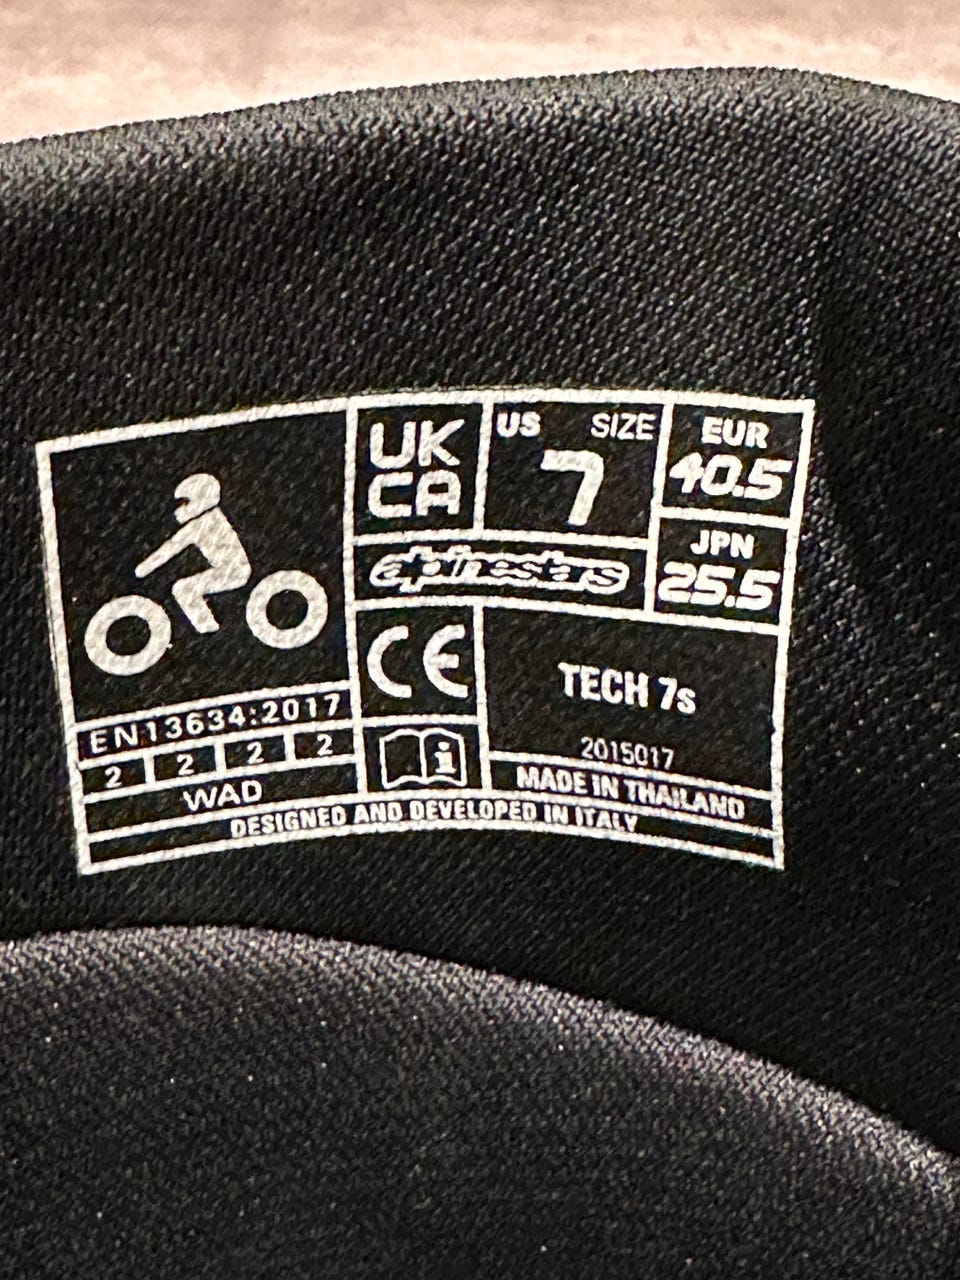 UK
CA
US SIZE
7
EUR
40.5
JPN
25.5
alpinestars
CE
TECH 7s
2015017
EN13634:2017
2 2 2 2
WAD
i
MADE IN THAILAND
DESIGNED AND DEVELOPED IN ITALY